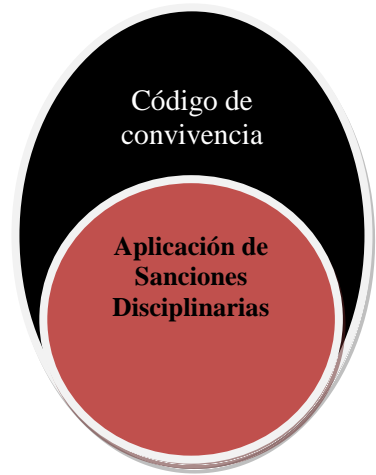 Código de
convivencia
Aplicación de
Sanciones
Disciplinarias